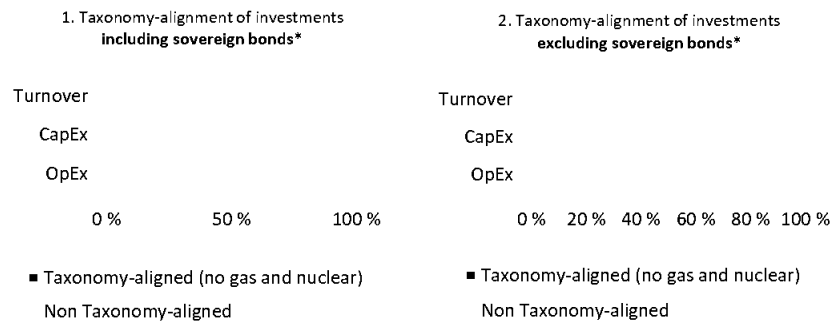 1. Taxonomy-alignment of investments
including sovereign bonds*
Turnover
CapEx
OpEx
0 % 50 % 100 %
■ Taxonomy-aligned (no gas and nuclear)
Non Taxonomy-aligned
2. Taxonomy-alignment of investments
excluding sovereign bonds*
Turnover
CapEx
OpEx
0 % 20 % 40 % 60 % 80 % 100 %
■ Taxonomy-aligned (no gas and nuclear)
Non Taxonomy-aligned